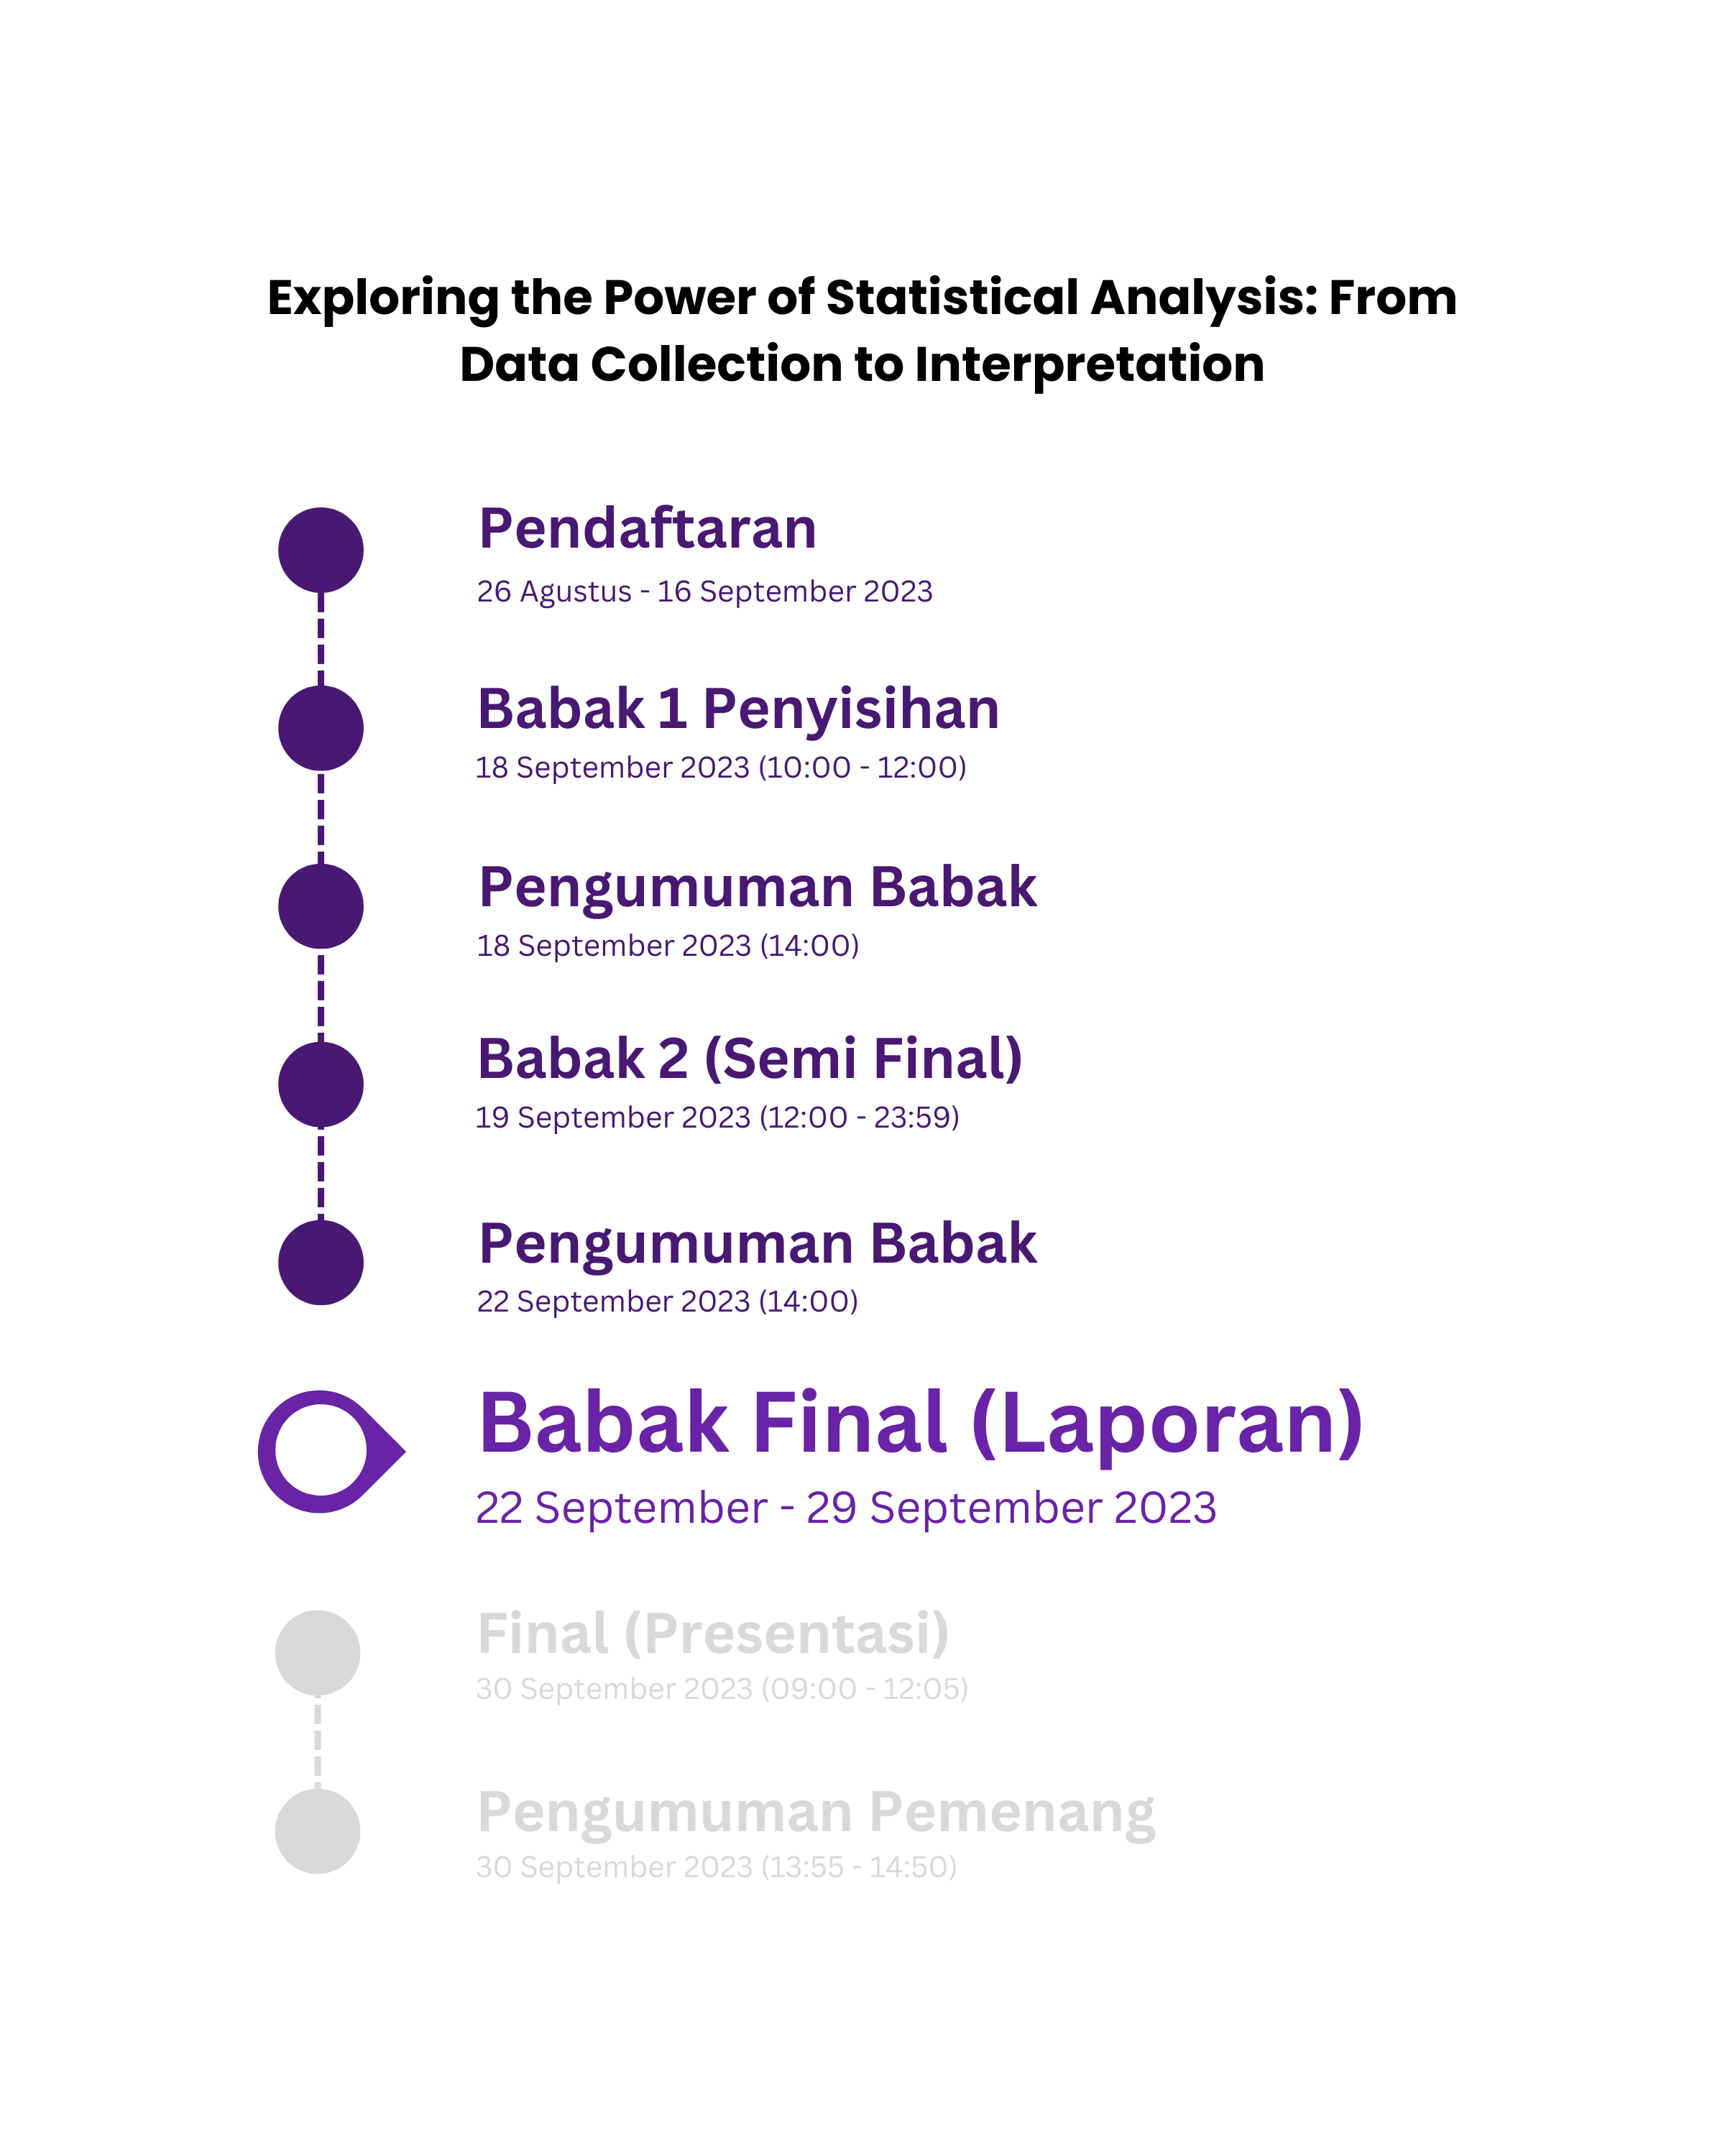 Exploring the Power of Statistical Analysis: From
Data Collection to Interpretation
Pendaftaran
26 Agustus - 16 September 2023
Babak 1 Penyisihan
18 September 2023 (10:00 - 12:00)
Pengumuman Babak
18 September 2023 (14:00)
Babak 2 (Semi Final)
19 September 2023 (12:00 - 23:59)
Pengumuman Babak
22 September 2023 (14:00)
Babak Final (Laporan)
22 September - 29 September 2023
Final (Presentasi)
30 September 2023 (09:00 - 12:05)
Pengumuman Pemenang
30 September 2023 (13:55 - 14:50)